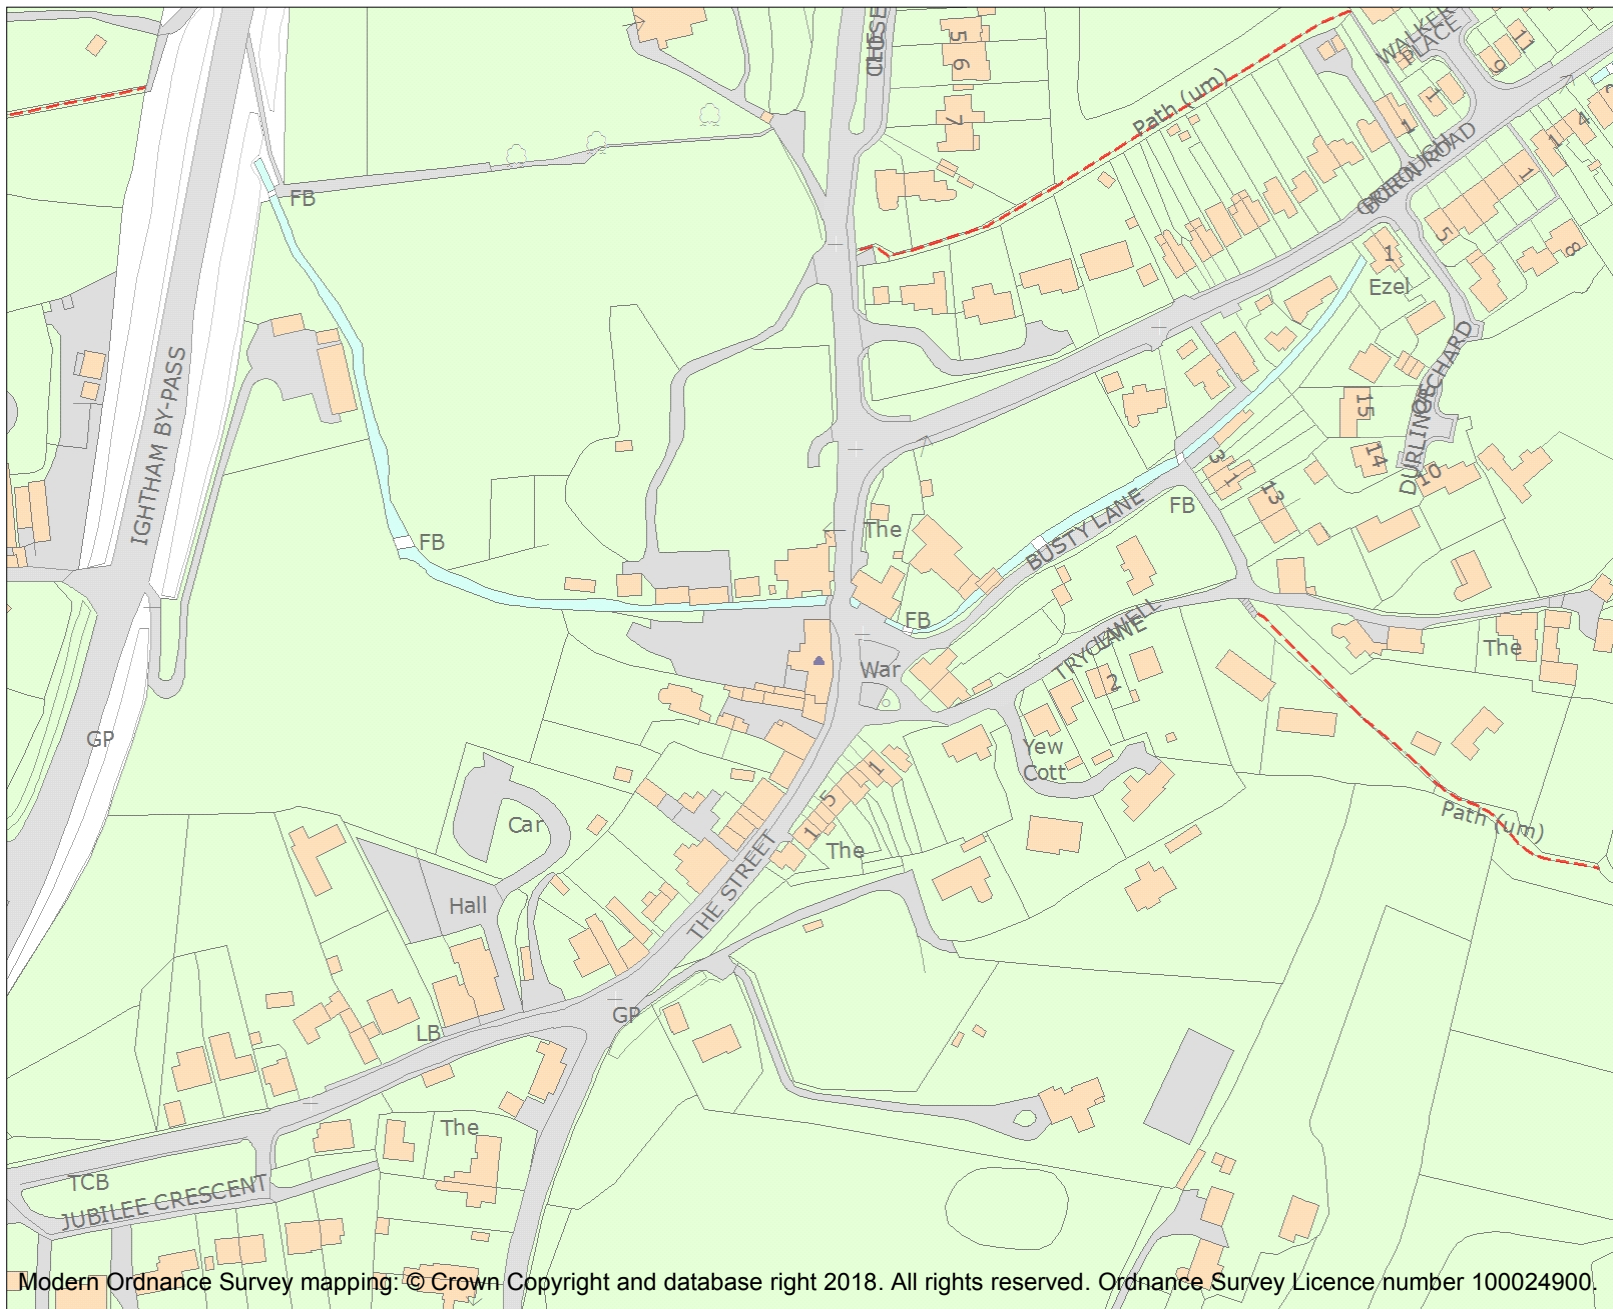 5
6
7
Path (um)
WALKER
PLACE
11
9
1
1
1
4
1
5
8
BOROUGH
GREEN ROAD
1
Ezel
FB
IGHTHAM BY-PASS
DURLINGS
ORCHARD
15
14
10
3
1
13
FB
BUSTY LANE
The
FB
FB
TRYCEWELL
LANE
2
The
War
Yew
Cott
GP
1
5
1
The
THE STREET
Car
Hall
Path (um)
GP
LB
The
TCB
JUBILEE CRESCENT
Modern Ordnance Survey mapping: © Crown Copyright and database right 2018. All rights reserved. Ordnance Survey Licence number 100024900.